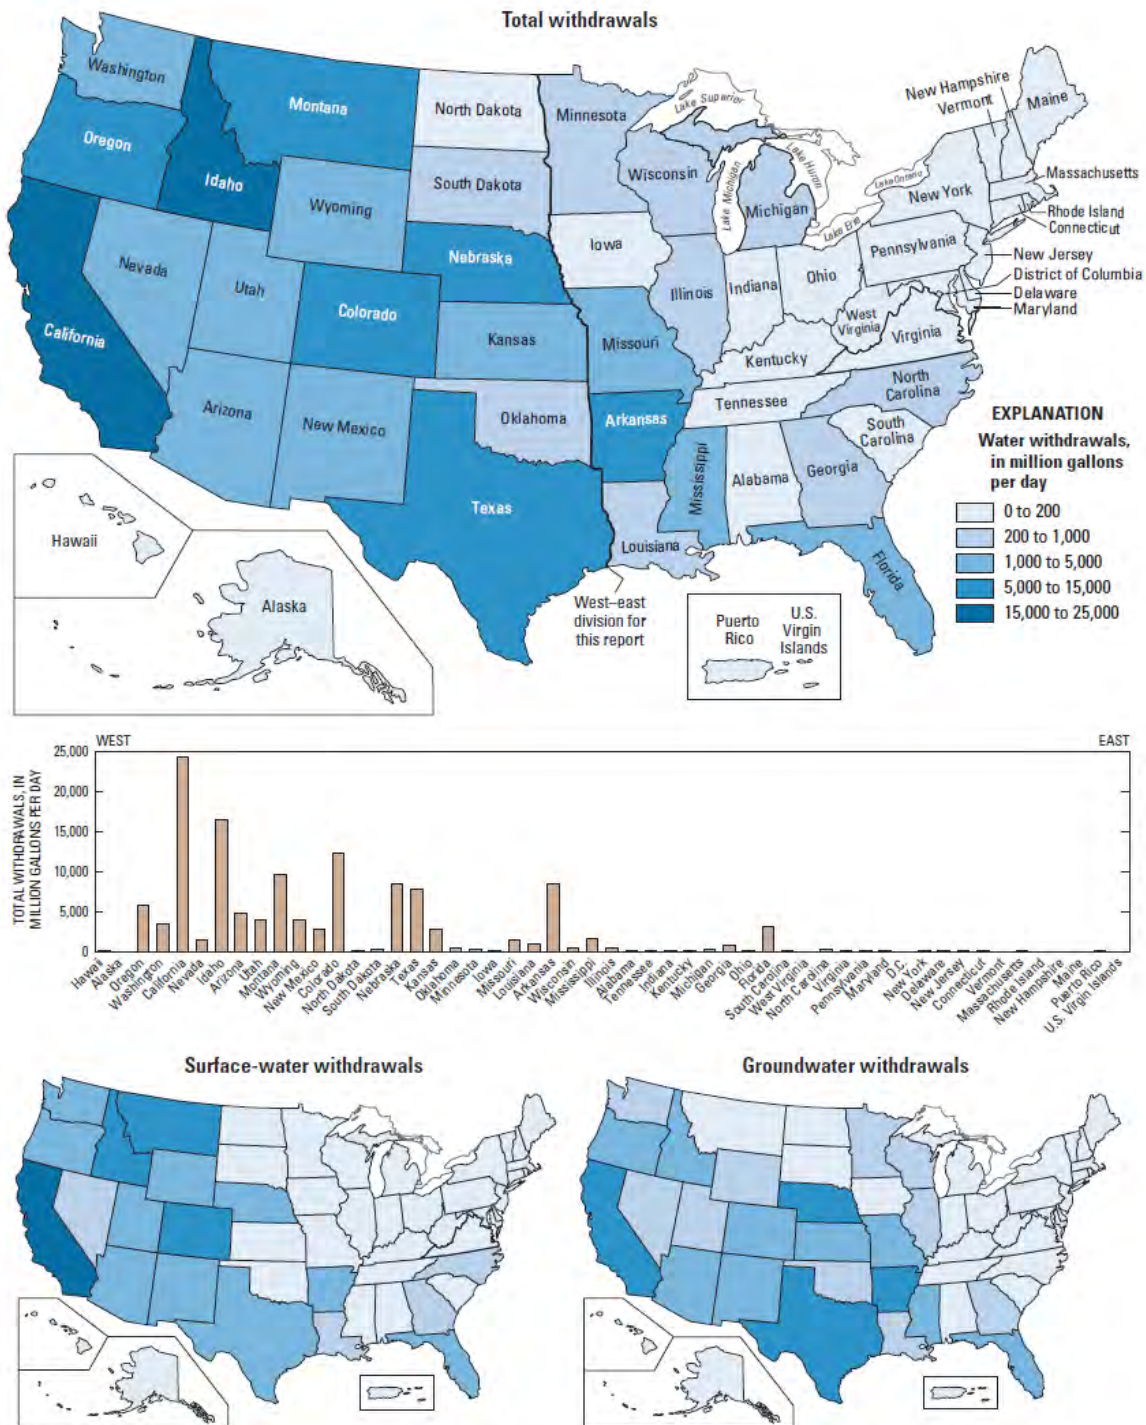 Total withdrawals
Washington
Oregon
California
Idaho
Nevada
Montana
Wyoming
Utah
Arizona
Colorado
New Mexico
North Dakota
South Dakota
Nebraska
Kansas
Oklahoma
Texas
Minnesota
Iowa
Missouri
Arkansas
Louisiana
Wisconsin
Illinois
Mississippi
Michigan
Indiana
Ohio
Kentucky
Tennessee
Alabama
Georgia
Florida
South
Carolina
North
Carolina
Virginia
West
Virginia
Pennsylvania
New York
New Hampshire
Vermont
Maine
Massachusetts
Rhode Island
Connecticut
New Jersey
District of Columbia
Delaware
Maryland
Lake Superior
Lake Michigan
Lake Huron
Lake Erie
Lake Ontario
Hawaii
Alaska
West–east
division for
this report
Puerto
Rico
U.S.
Virgin
Islands
EXPLANATION
Water withdrawals,
in million gallons
per day
0 to 200
200 to 1,000
1,000 to 5,000
5,000 to 15,000
15,000 to 25,000
WEST
EAST
TOTAL WITHDRAWALS, IN
MILLION GALLONS PER DAY
25,000
20,000
15,000
10,000
5,000
0
Hawaii
Alaska
Oregon
Washington
California
Nevada
Idaho
Arizona
Utah
Montana
Wyoming
New Mexico
Colorado
North Dakota
South Dakota
Nebraska
Texas
Kansas
Oklahoma
Minnesota
Iowa
Missouri
Louisiana
Arkansas
Wisconsin
Mississippi
Illinois
Alabama
Tennessee
Indiana
Kentucky
Michigan
Georgia
Ohio
Florida
South Carolina
West Virginia
North Carolina
Virginia
Pennsylvania
Maryland
D.C.
New York
Delaware
New Jersey
Connecticut
Vermont
Massachusetts
Rhode Island
New Hampshire
Maine
Puerto Rico
U.S. Virgin Islands
Surface-water withdrawals
Groundwater withdrawals